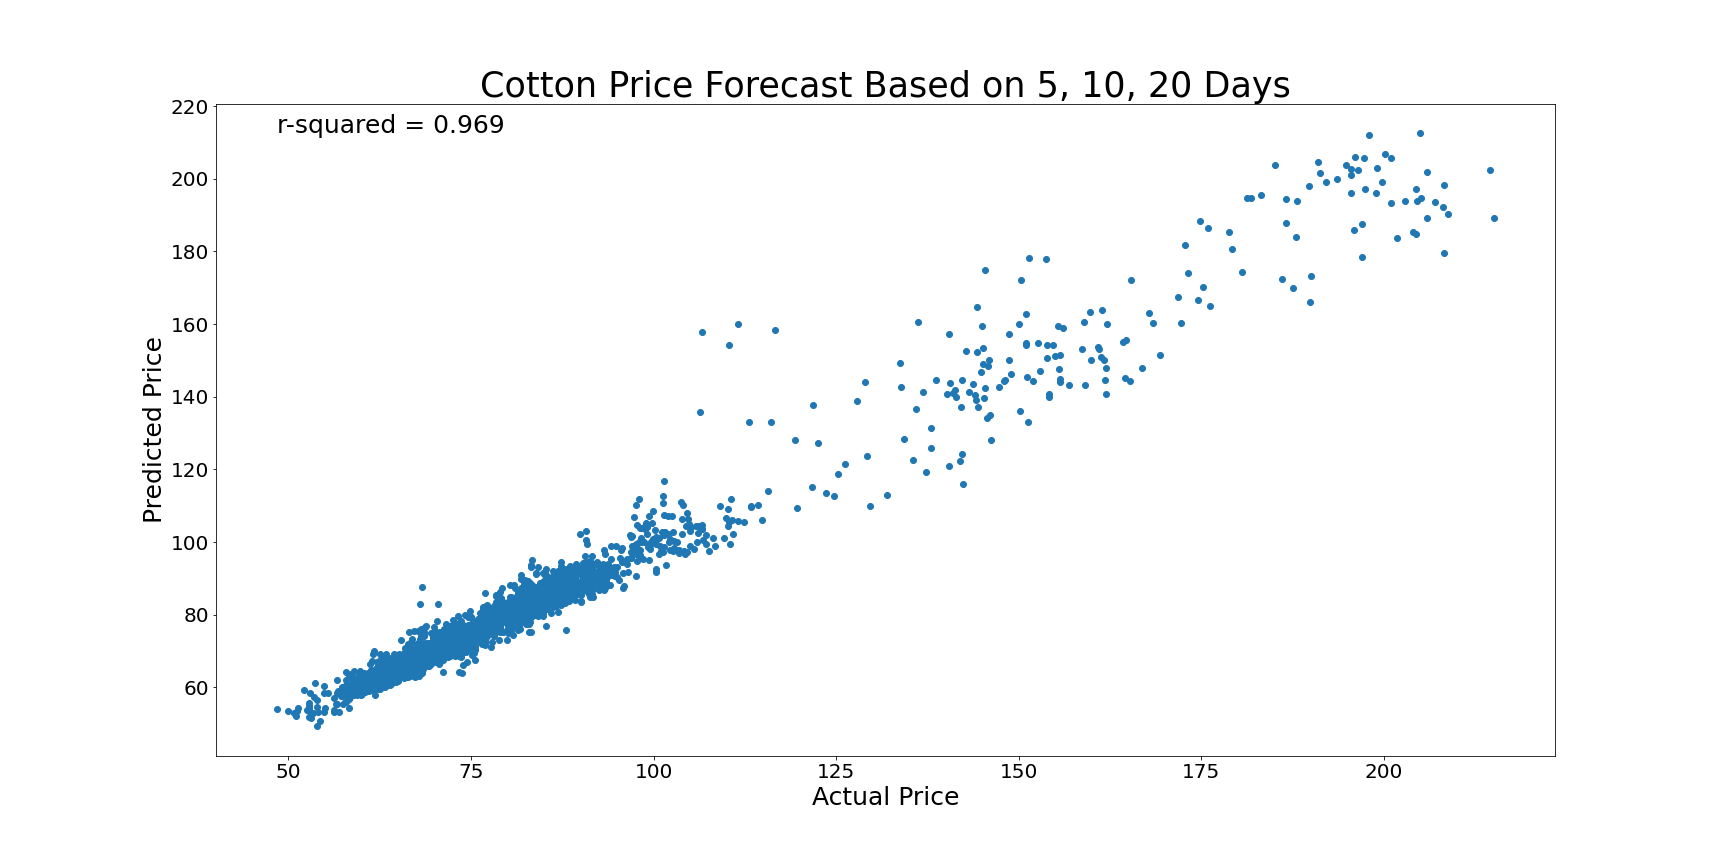 Cotton Price Forecast Based on 5, 10, 20 Days
r-squared = 0.969
220
200
180
160
140
120
100
80
60
Predicted Price
50 75 100 125 150 175 200
Actual Price